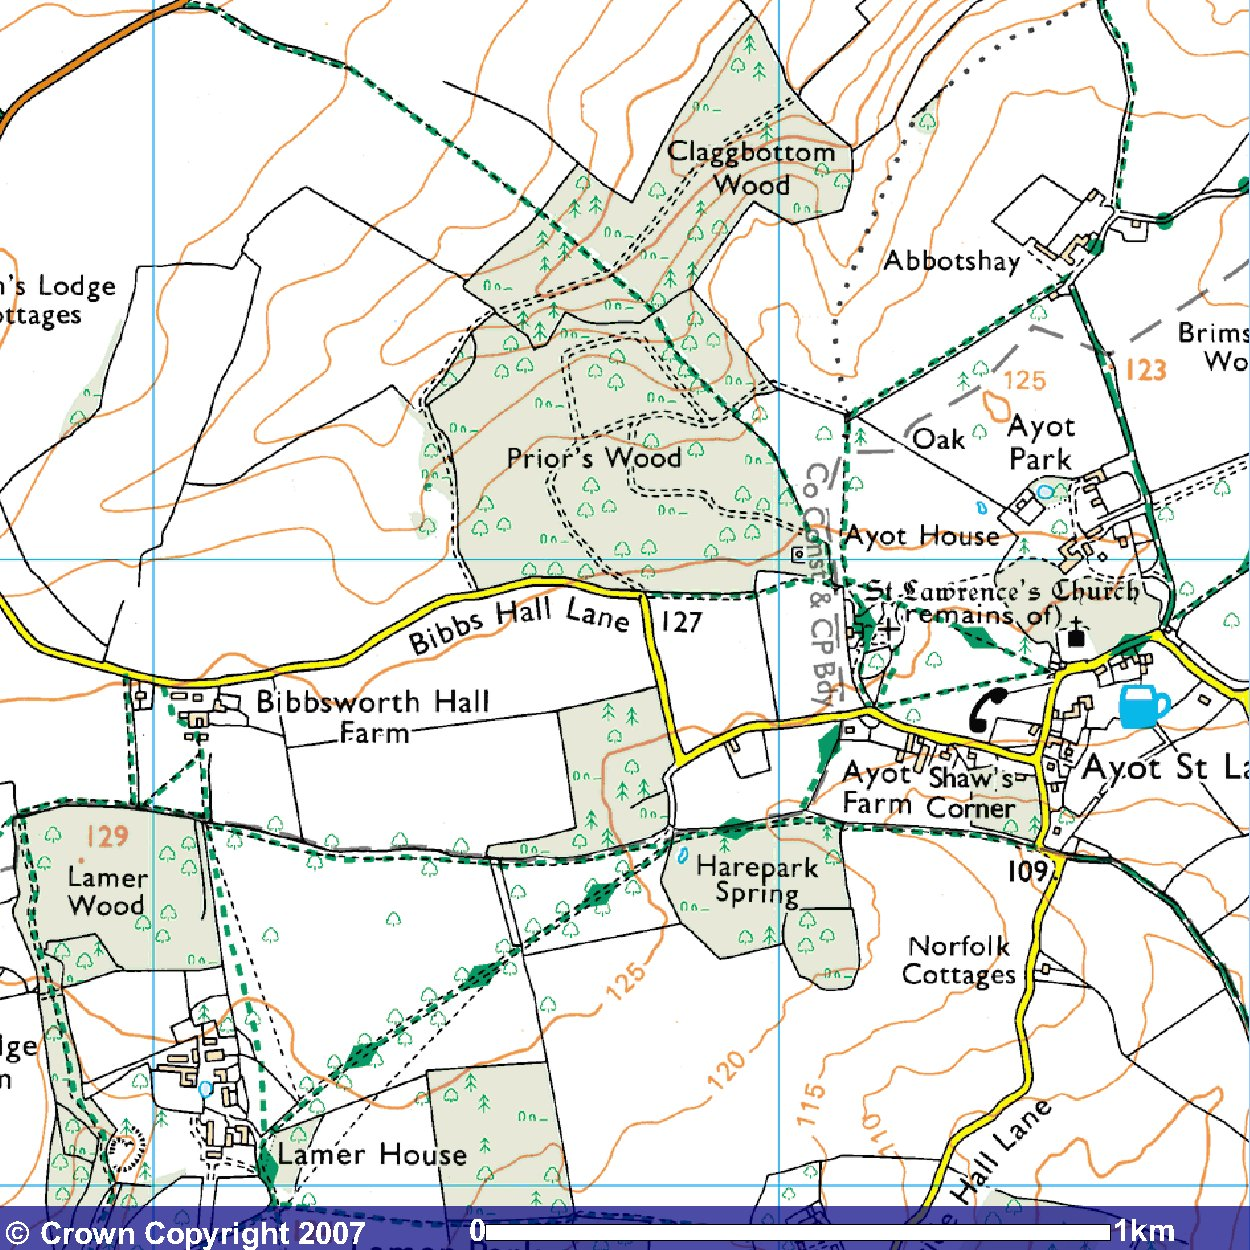 Claggbottom
Wood
Abbotshay
Lodge
Brims
Wo
125
123
Oak
Ayot
Park
Prior's Wood
Co Const & CP Bdy
Ayot House
St Lawrence's Church
(remains of)
Bibbs Hall Lane
127
Bibbsworth Hall
Farm
Ayot
Farm
Shaw's
Corner
Ayot St La
129
Lamer
Wood
Harepark
Spring
109
Norfolk
Cottages
125
120
115
110
Hall Lane
Lamer House
© Crown Copyright 2007
0
1km